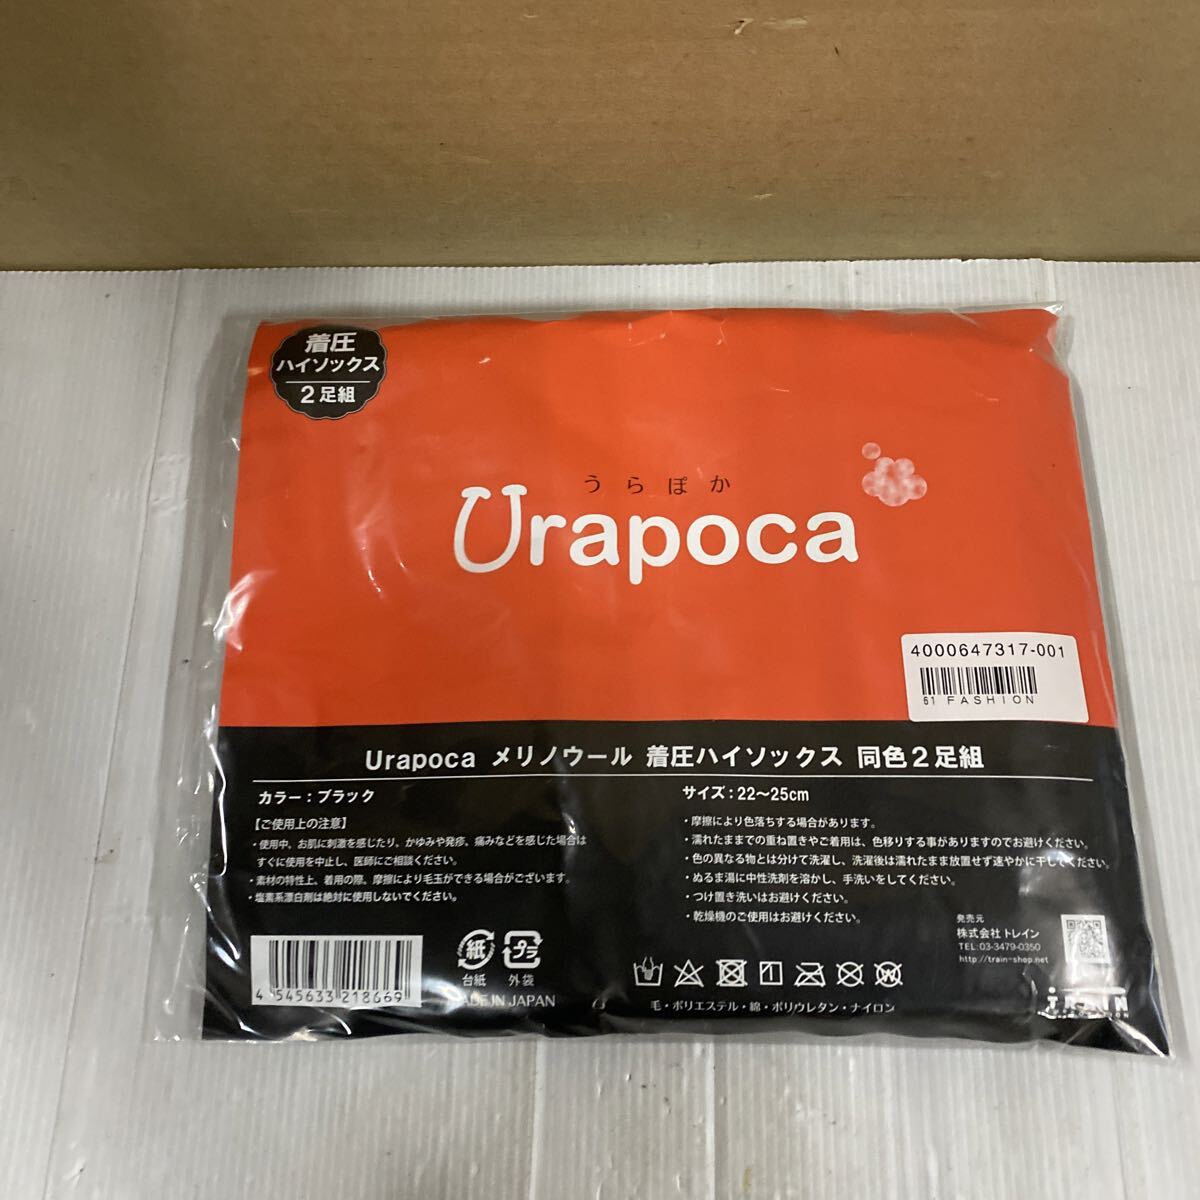 着圧
ハイソックス
2足組
うらぽか
Urapoca
4000647317-001
61 FASHION
Urapoca メリノウール 着圧ハイソックス 同色2足組
カラー：ブラック
【ご使用上の注意】
・使用中、お肌に刺激を感じたり、かゆみや発疹、痛みなどを感じた場合は
すぐに使用を中止し、医師にご相談ください。
・素材の特性上、着用の際、摩擦により毛玉ができる場合がございます。
・塩素系漂白剤は絶対に使用しないでください。
サイズ：22～25cm
・摩擦により色落ちする場合があります。
・濡れたままでの重ね置きやご着用は、色移りする事がありますのでお避けください。
・色の異なる物とは分けて洗濯し、洗濯後は濡れたまま放置せず速やかに干してください。
・ぬるま湯に中性洗剤を溶かし、手洗いをしてください。
・つけ置き洗いはお避けください。
・乾燥機のご使用はお避けください。
発売元
株式会社 トレイン
TEL:03-3479-0350
http://train-shop.net
4 545633 218669
紙
台紙
プラ
外袋
MADE IN JAPAN
毛・ポリエステル・綿・ポリウレタン・ナイロン
TRAIN